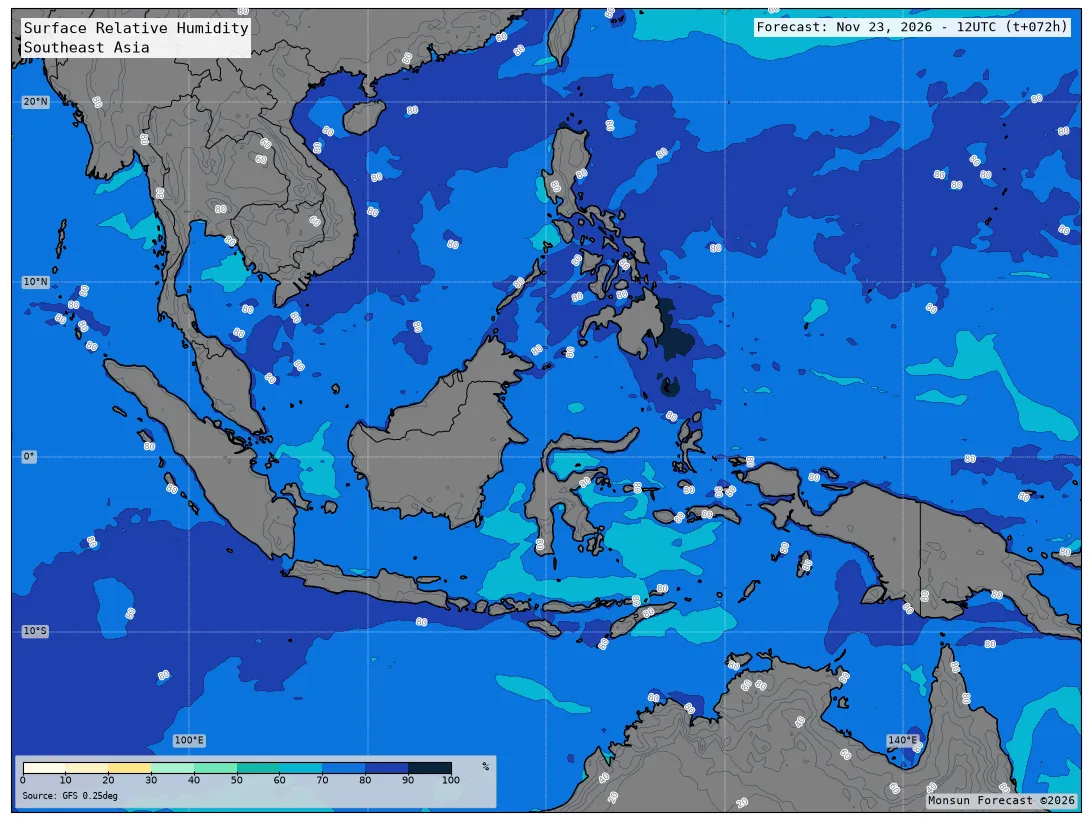 Surface Relative Humidity
Southeast Asia
Forecast: Nov 23, 2026 - 12UTC (t+072h)
20°N
10°N
0°
10°S
100°E
140°E
%
0 10 20 30 40 50 60 70 80 90 100
Source: GFS 0.25deg
Monsun Forecast ©2026